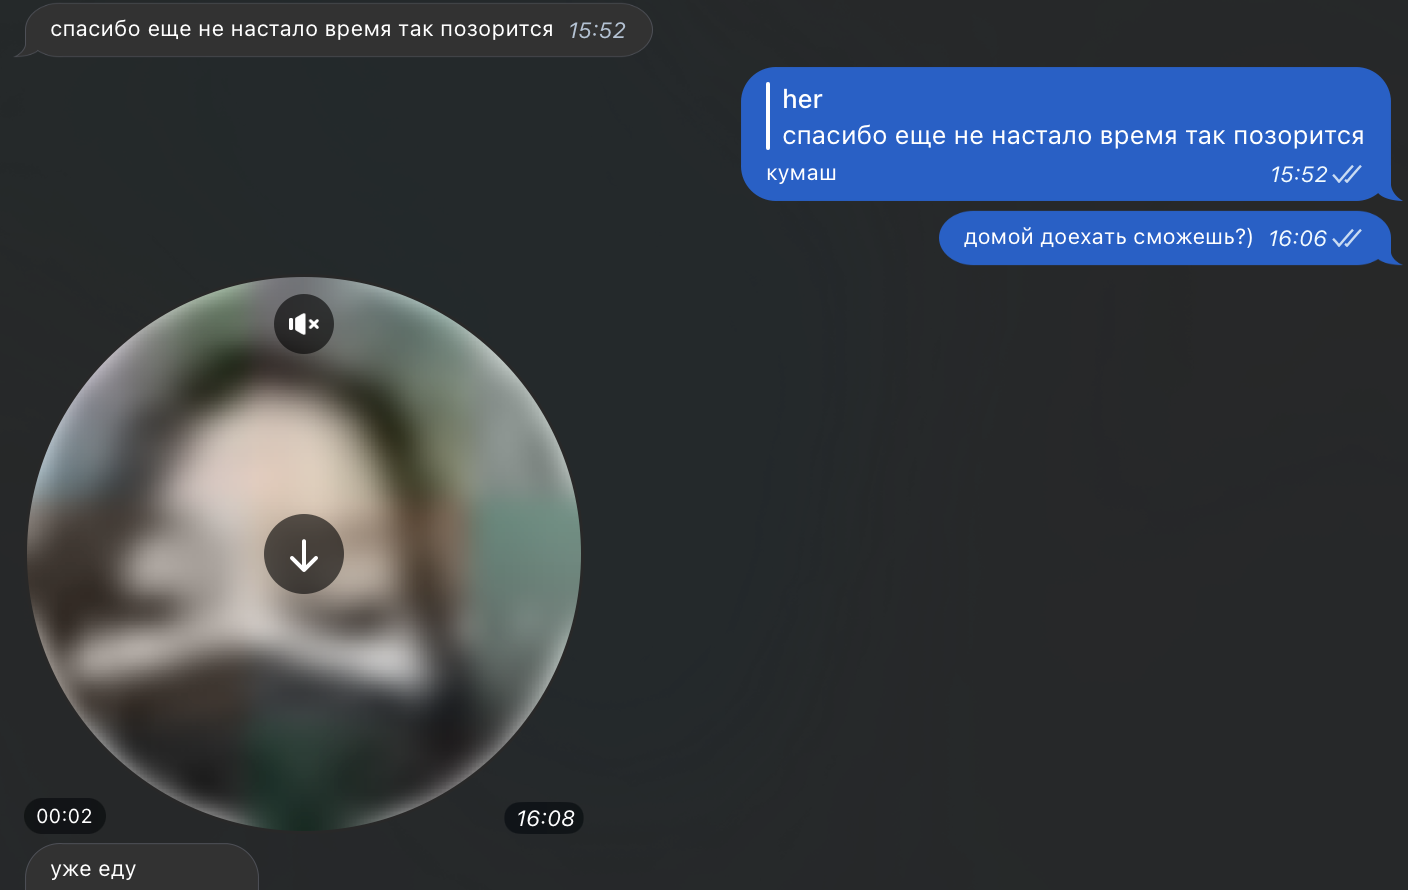 спасибо еще не настало время так позорится 15:52
her
спасибо еще не настало время так позорится
кумаш 15:52
домой доехать сможешь?) 16:06
00:02 16:08
уже еду